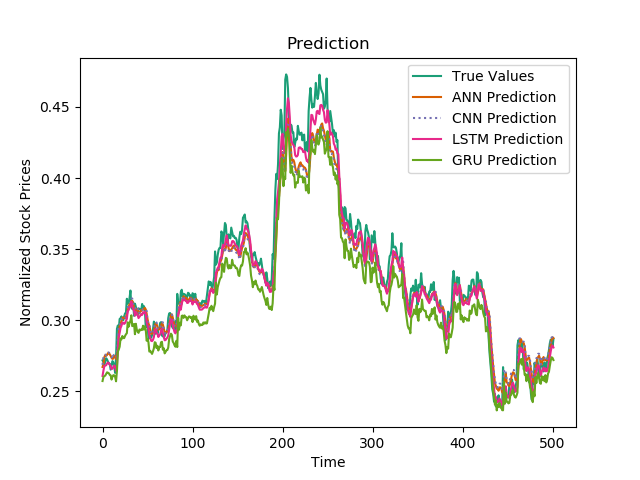 Prediction
True Values
ANN Prediction
CNN Prediction
LSTM Prediction
GRU Prediction
Normalized Stock Prices
0.45
0.40
0.35
0.30
0.25
0 100 200 300 400 500
Time